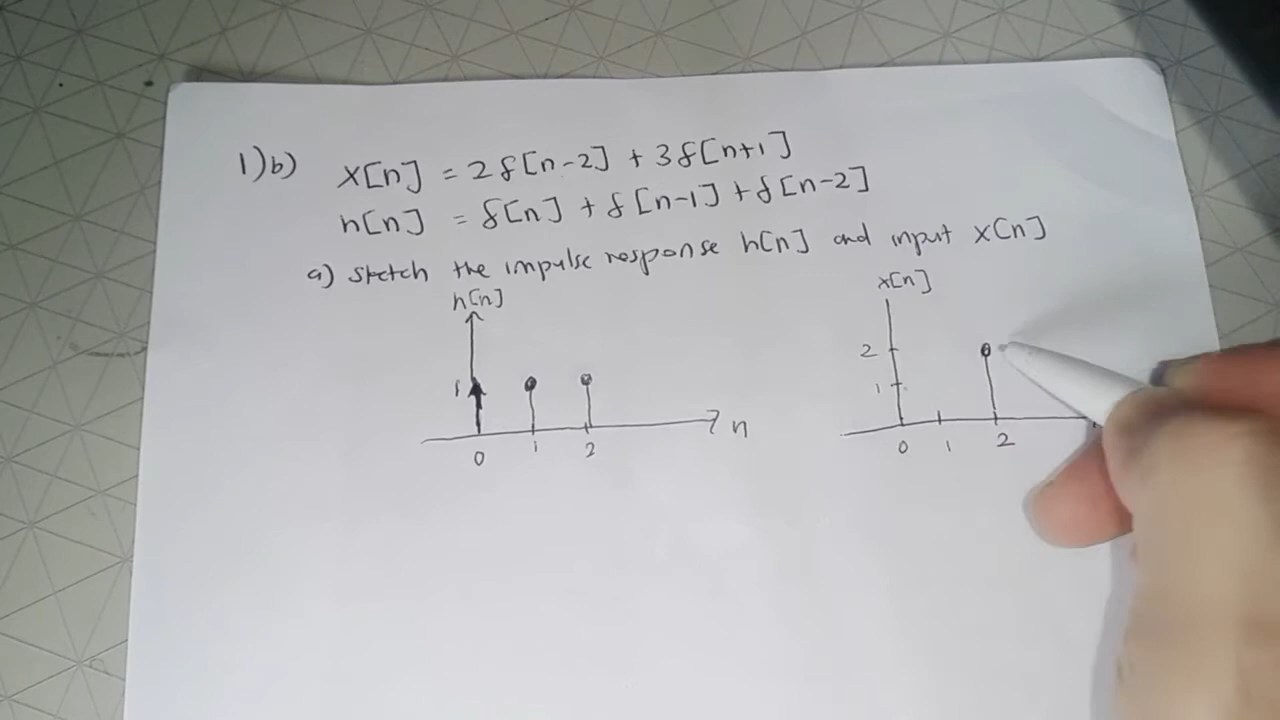 1)b) x[n] = 2δ[n-2] + 3δ[n+1]
h[n] = δ[n] + δ[n-1] + δ[n-2]
a) sketch the impulse response h[n] and input x[n]
h[n]
1
0 1 2
n
x[n]
2
1
0 1 2